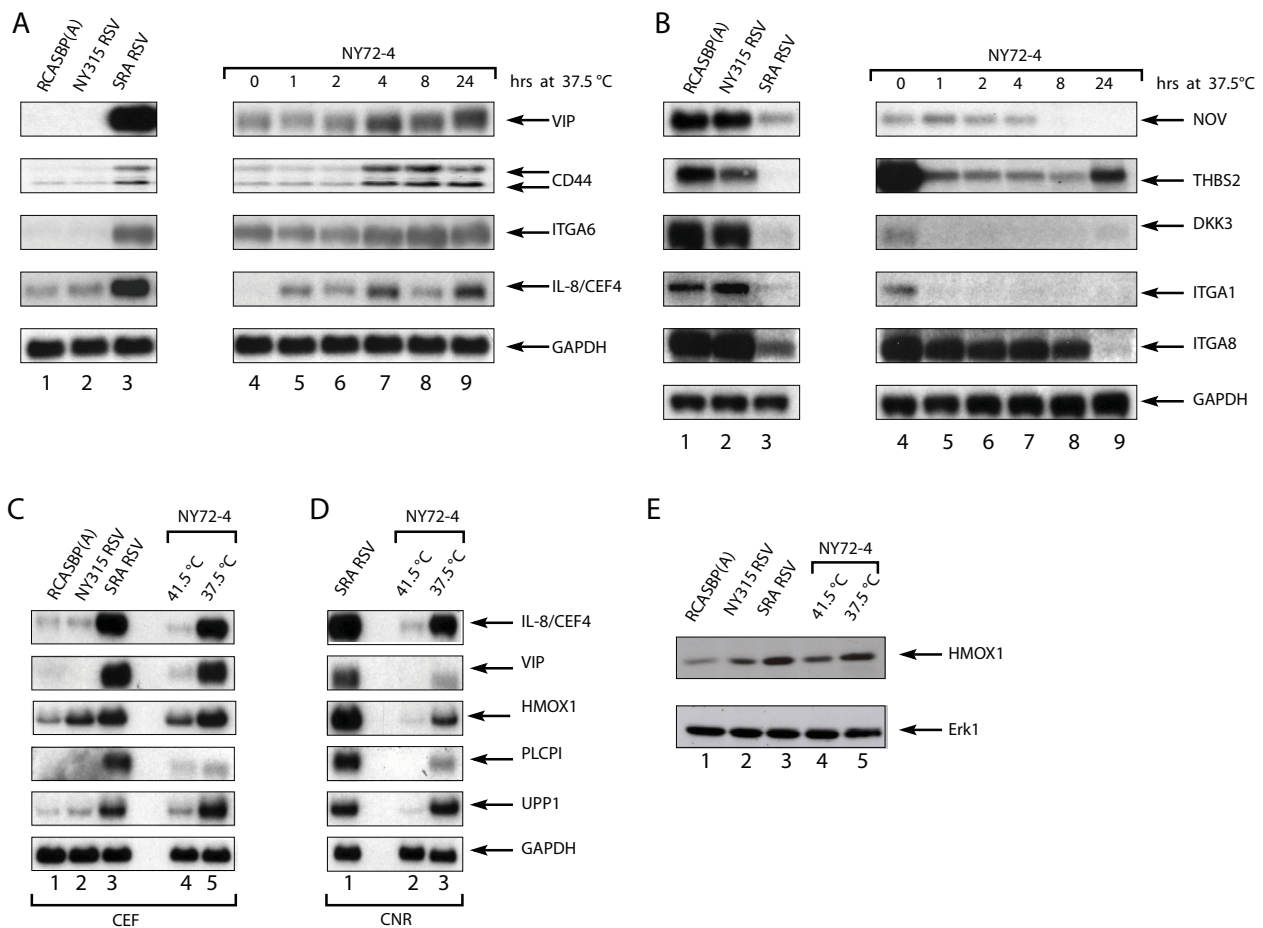 A
RCASBP(A)
NY315 RSV
SRA RSV
NY72-4
0 1 2 4 8 24 hrs at 37.5 °C
VIP
CD44
ITGA6
IL-8/CEF4
GAPDH
1 2 3 4 5 6 7 8 9
B
RCASBP(A)
NY315 RSV
SRA RSV
NY72-4
0 1 2 4 8 24 hrs at 37.5°C
NOV
THBS2
DKK3
ITGA1
ITGA8
GAPDH
1 2 3 4 5 6 7 8 9
C
RCASBP(A)
NY315 RSV
SRA RSV
NY72-4
41.5 °C
37.5 °C
1 2 3 4 5
CEF
D
SRA RSV
NY72-4
41.5 °C
37.5 °C
IL-8/CEF4
VIP
HMOX1
PLCPI
UPP1
GAPDH
1 2 3
CNR
E
RCASBP(A)
NY315 RSV
SRA RSV
NY72-4
41.5 °C
37.5 °C
HMOX1
Erk1
1 2 3 4 5